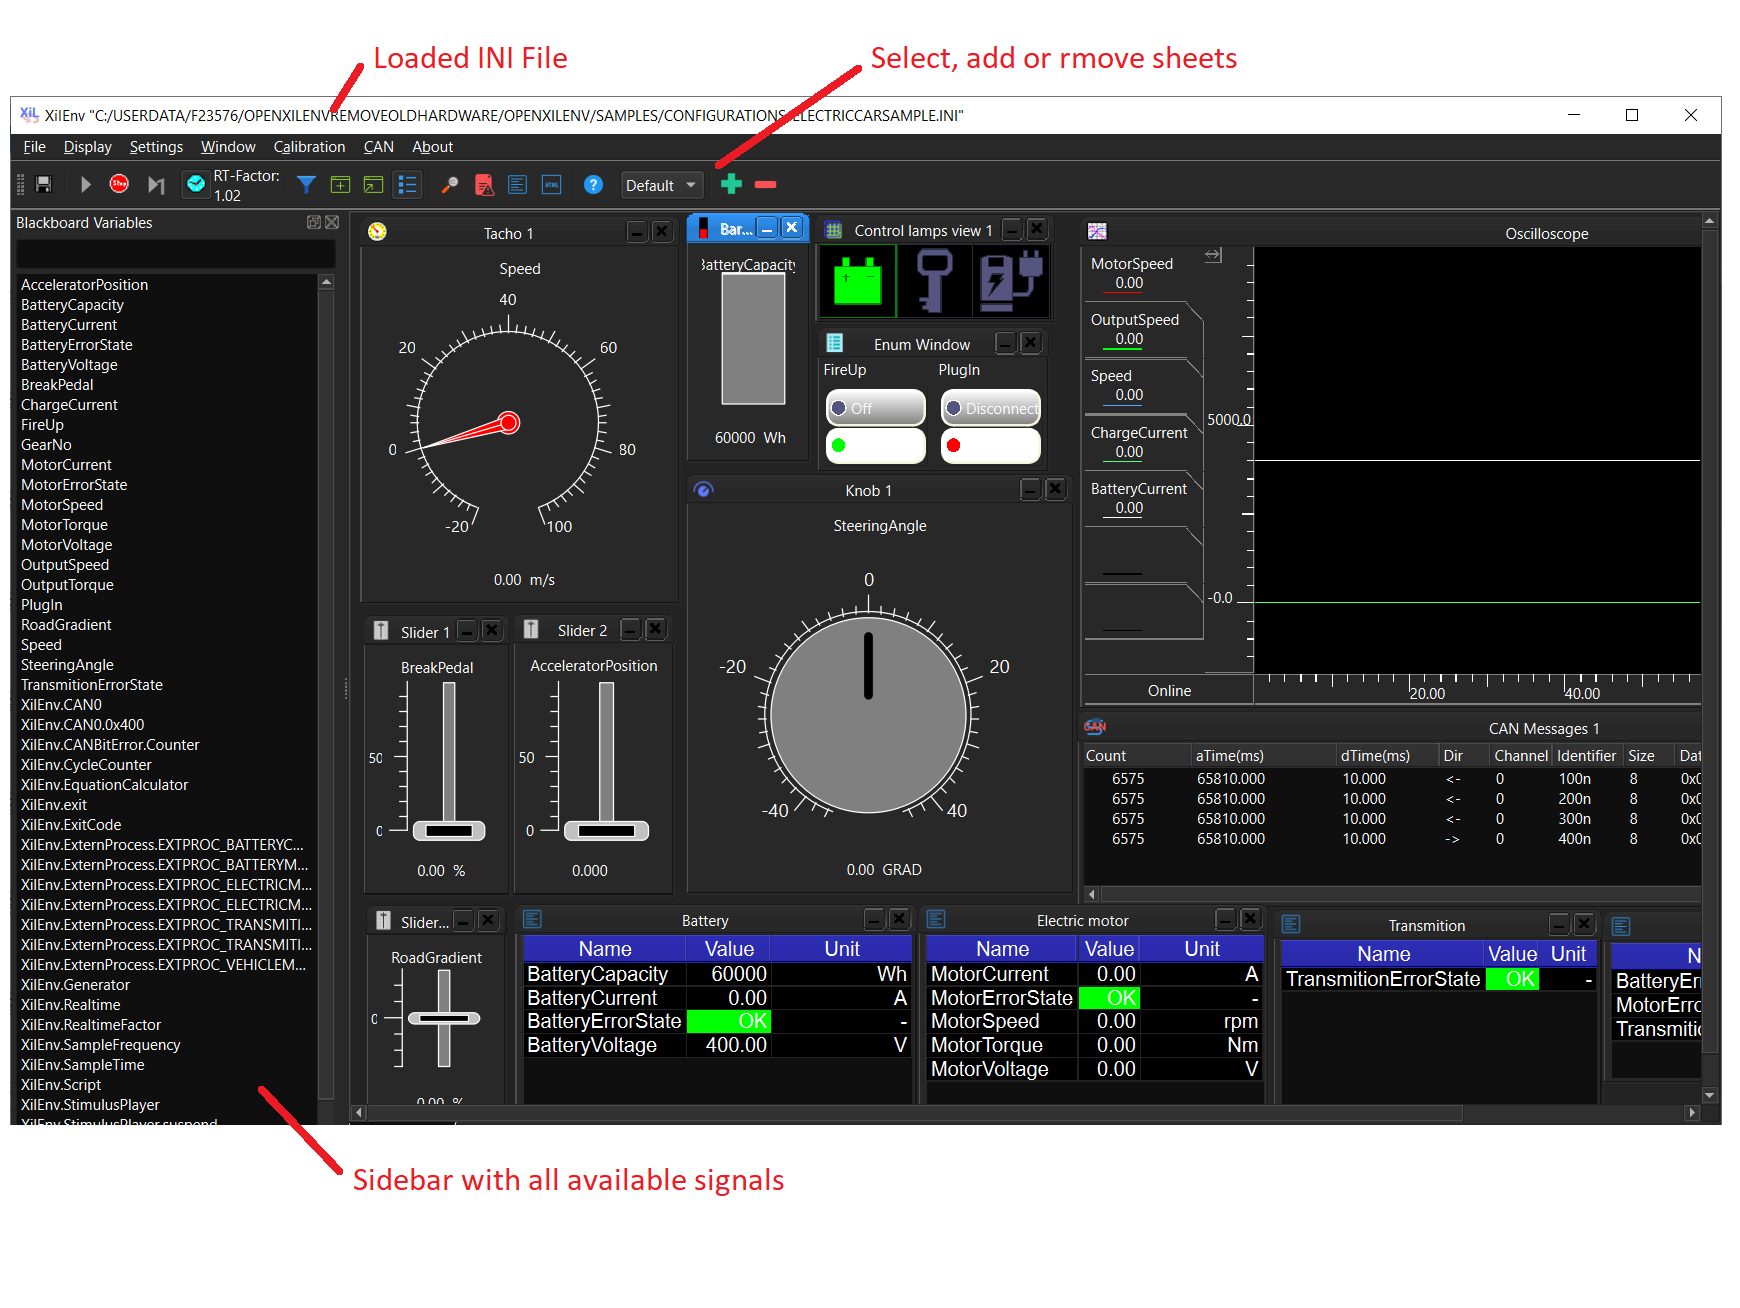 Loaded INI File
Select, add or rmove sheets
XilEnv "C:/USERDATA/F23576/OPENXILENVREMOVEOLDHARDWARE/OPENXILENV/SAMPLES/CONFIGURATIONS/ELECTRICCARSAMPLE.INI"
File Display Settings Window Calibration CAN About
Stop RT-Factor: 1.02 HTML ? Default
Blackboard Variables
AcceleratorPosition
BatteryCapacity
BatteryCurrent
BatteryErrorState
BatteryVoltage
BreakPedal
ChargeCurrent
FireUp
GearNo
MotorCurrent
MotorErrorState
MotorSpeed
MotorTorque
MotorVoltage
OutputSpeed
OutputTorque
PlugIn
RoadGradient
Speed
SteeringAngle
TransmitionErrorState
XilEnv.CAN0
XilEnv.CAN0.0x400
XilEnv.CANBitError.Counter
XilEnv.CycleCounter
XilEnv.EquationCalculator
XilEnv.exit
XilEnv.ExitCode
XilEnv.ExternProcess.EXTPROC_BATTERYC...
XilEnv.ExternProcess.EXTPROC_BATTERYM...
XilEnv.ExternProcess.EXTPROC_ELECTRICM...
XilEnv.ExternProcess.EXTPROC_ELECTRICM...
XilEnv.ExternProcess.EXTPROC_TRANSMITI...
XilEnv.ExternProcess.EXTPROC_TRANSMITI...
XilEnv.ExternProcess.EXTPROC_VEHICLEM...
XilEnv.Generator
XilEnv.Realtime
XilEnv.RealtimeFactor
XilEnv.SampleFrequency
XilEnv.SampleTime
XilEnv.Script
XilEnv.StimulusPlayer
XilEnv.StimulusPlayer.suspend
Tacho 1
Speed
40
20 60
0 80
-20 100
0.00 m/s
Bar...
BatteryCapacity
60000 Wh
Control lamps view 1
Enum Window
FireUp PlugIn
Off Disconnect
Knob 1
SteeringAngle
0
-20 20
-40 40
0.00 GRAD
Slider 1
BreakPedal
50
0
0.00 %
Slider 2
AcceleratorPosition
50
0
0.000
Oscilloscope
MotorSpeed
0.00
OutputSpeed
0.00
Speed
0.00
ChargeCurrent
0.00
BatteryCurrent
0.00
5000.0
-0.0
Online 20.00 40.00
CAN CAN Messages 1
Count aTime(ms) dTime(ms) Dir Channel Identifier Size Dat
6575 65810.000 10.000 <- 0 100n 8 0x0
6575 65810.000 10.000 <- 0 200n 8 0x0
6575 65810.000 10.000 <- 0 300n 8 0x0
6575 65810.000 10.000 -> 0 400n 8 0x0
Slider...
RoadGradient
0
0.00 %
Battery
Name Value Unit
BatteryCapacity 60000 Wh
BatteryCurrent 0.00 A
BatteryErrorState OK -
BatteryVoltage 400.00 V
Electric motor
Name Value Unit
MotorCurrent 0.00 A
MotorErrorState OK -
MotorSpeed 0.00 rpm
MotorTorque 0.00 Nm
MotorVoltage 0.00 V
Transmition
Name Value Unit
TransmitionErrorState OK -
N
BatteryErr
MotorErro
Transmitio
Sidebar with all available signals